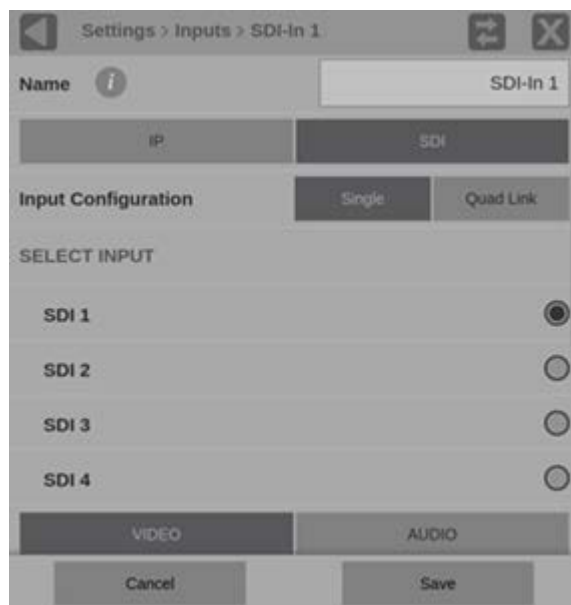 Settings > Inputs > SDI-In 1
Name i SDI-In 1
IP SDI
Input Configuration Single Quad Link
SELECT INPUT
SDI 1
SDI 2
SDI 3
SDI 4
VIDEO AUDIO
Cancel Save